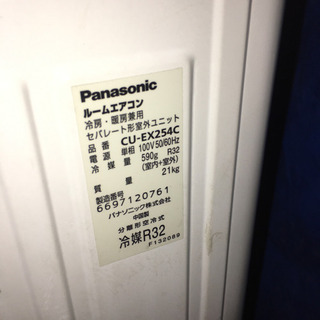 Panasonic
ルームエアコン
冷房・暖房兼用
セパレート形室外ユニット
品番 CU-EX254C
電源 単相 100V 50/60Hz
冷媒量 590g R32
(室内+室外)
質量 21kg
製造番号
6697120761
パナソニック株式会社
中国製
分離形空冷式
冷媒R32
F132069